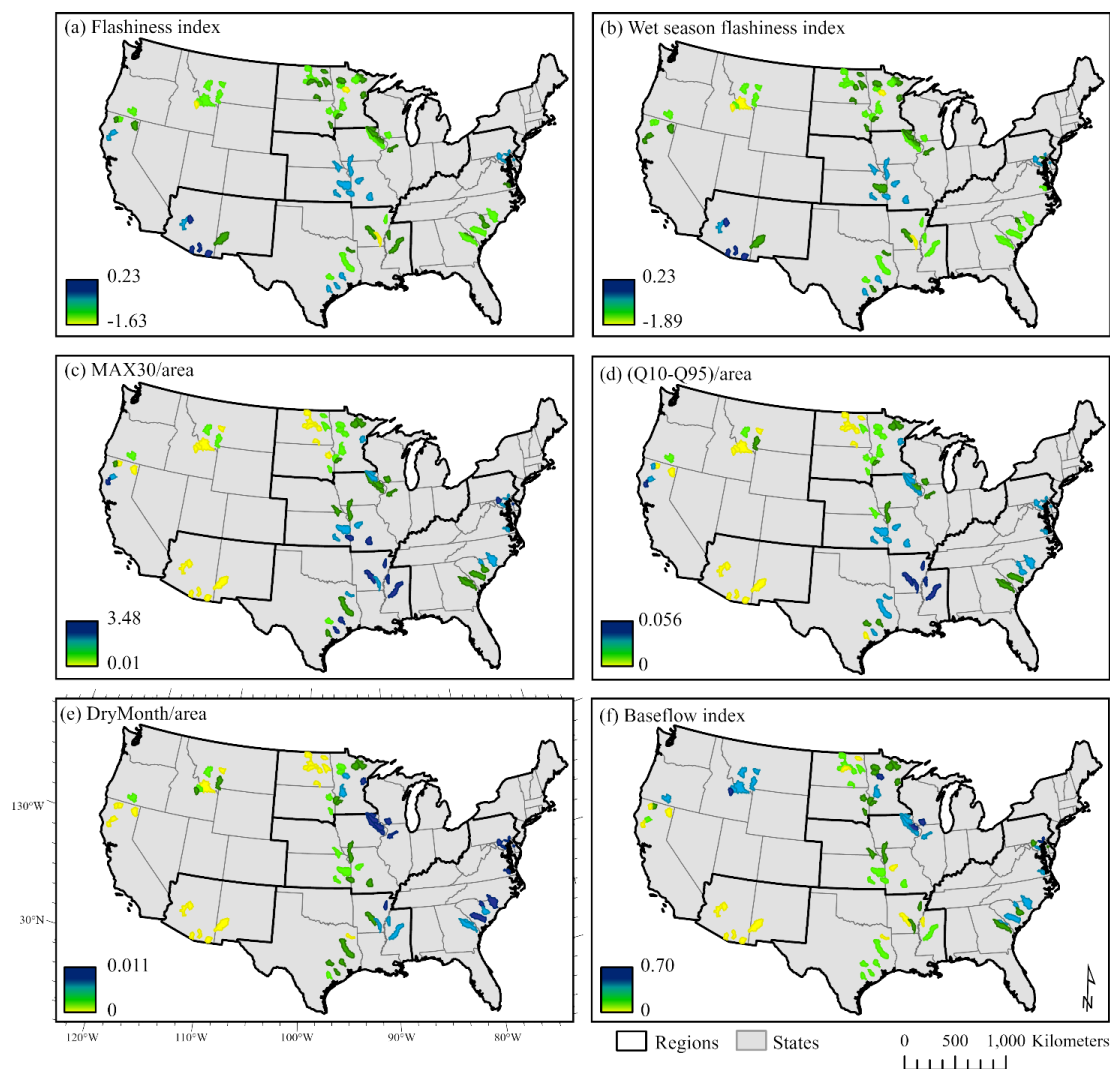 (a) Flashiness index
0.23
-1.63
(b) Wet season flashiness index
0.23
-1.89
(c) MAX30/area
3.48
0.01
(d) (Q10-Q95)/area
0.056
0
(e) DryMonth/area
130°W
30°N
0.011
0
120°W 110°W 100°W 90°W 80°W
(f) Baseflow index
0.70
0
N
Regions States
0 500 1,000 Kilometers